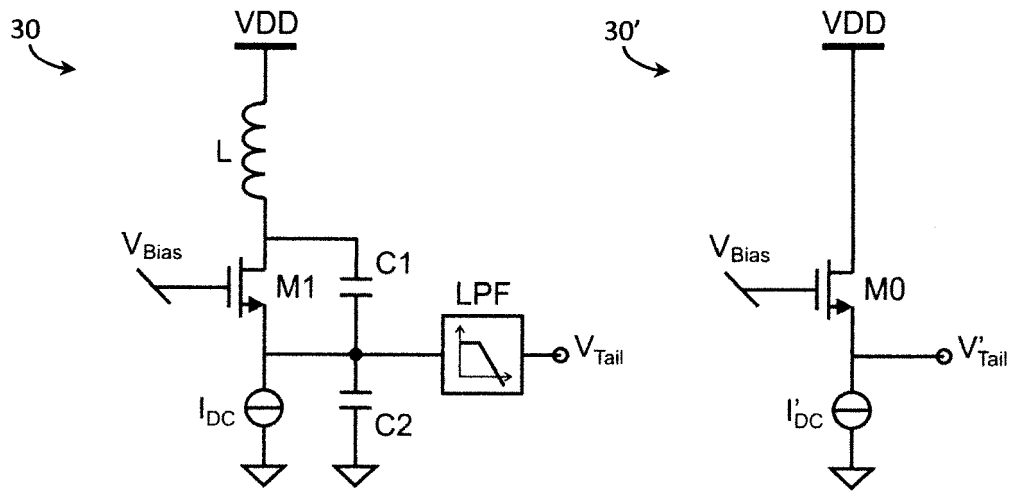 30
VDD
L
V_Bias
M1
C1
LPF
V_Tail
I_DC
C2
30'
VDD
V_Bias
M0
V'_Tail
I'_DC